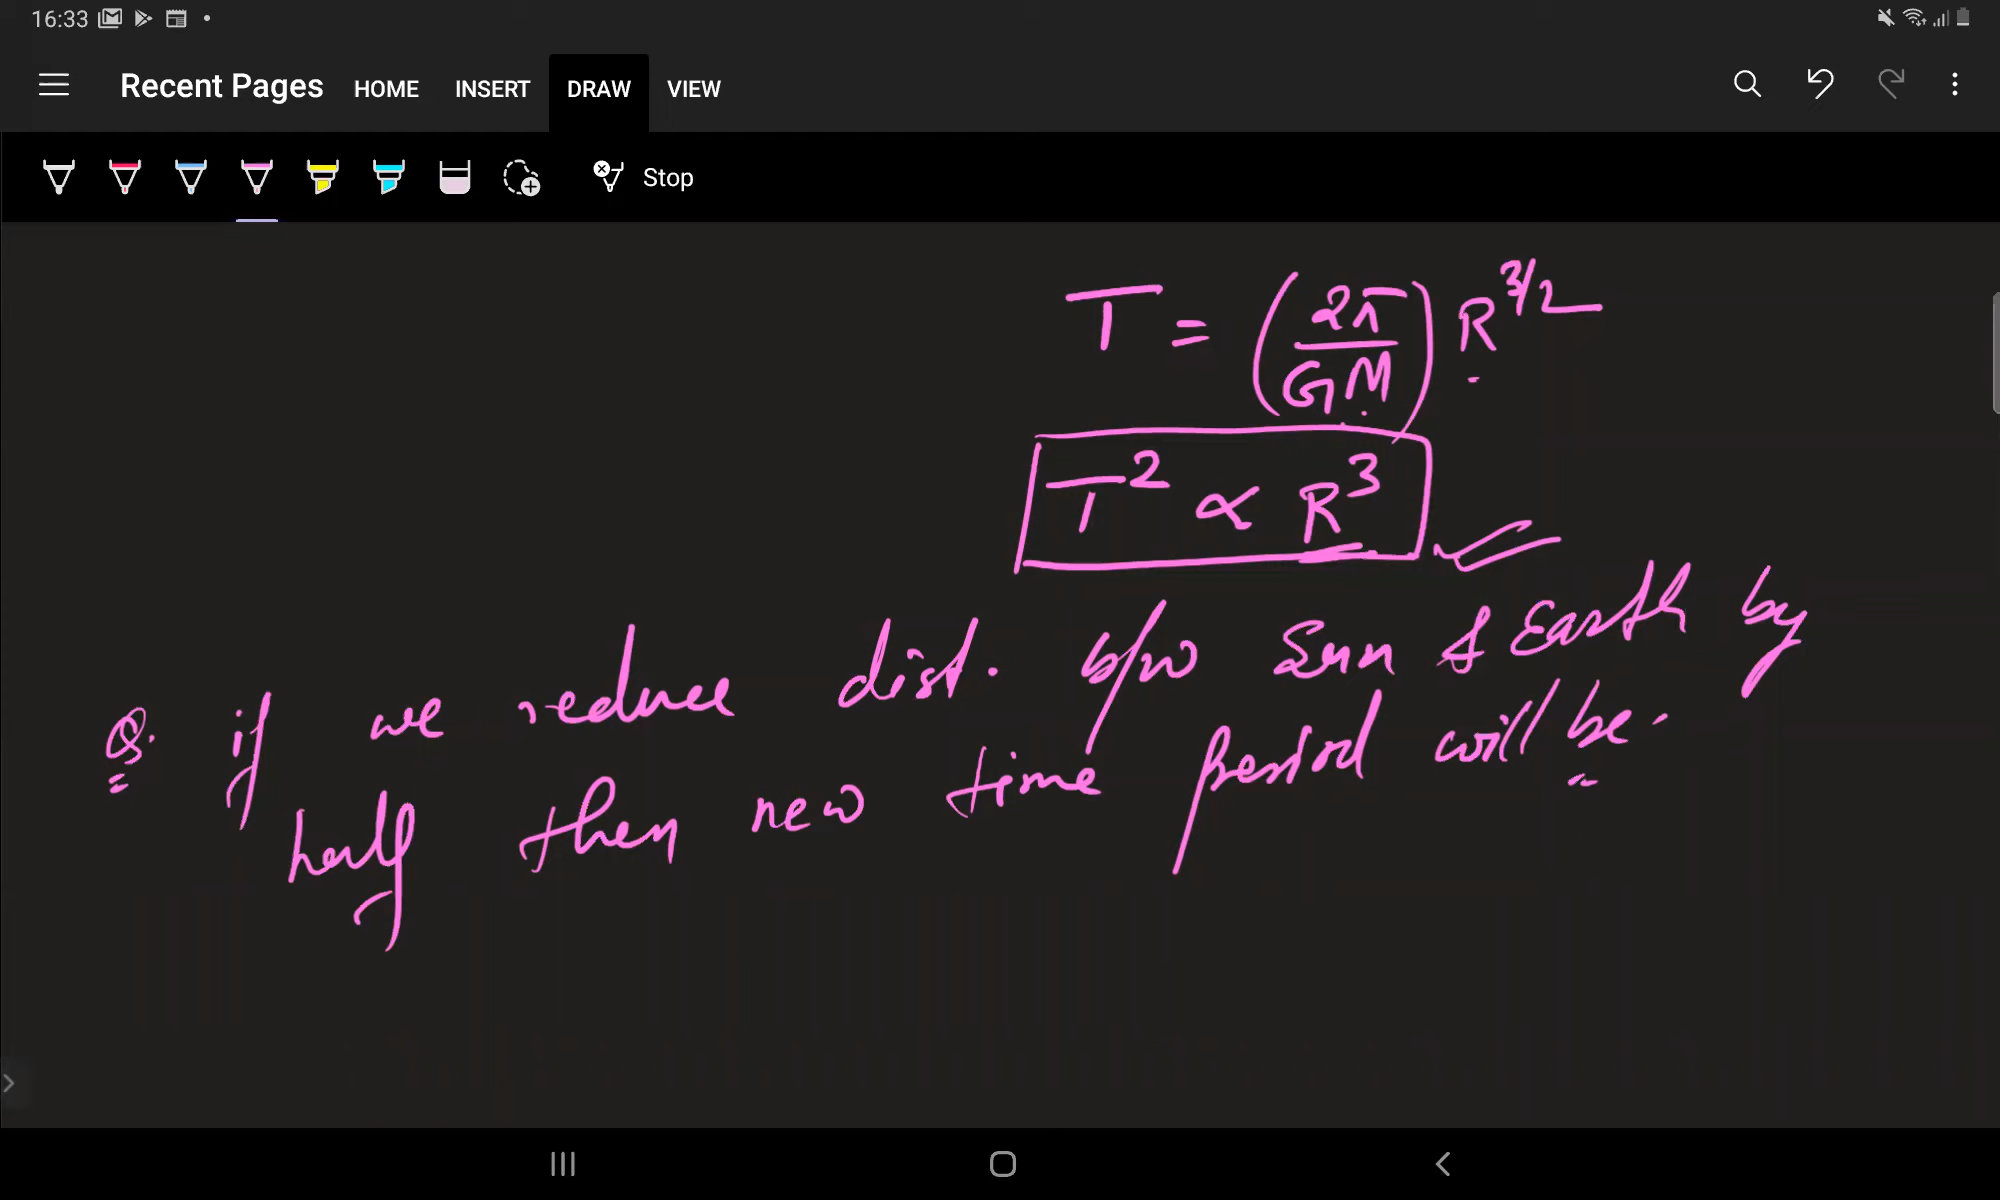 16:33
Recent Pages HOME INSERT DRAW VIEW
Stop
T = (2π/GM) R^3/2
T² ∝ R³
Q. if we reduce dist. b/w Sun & Earth by
half then new time period will be.